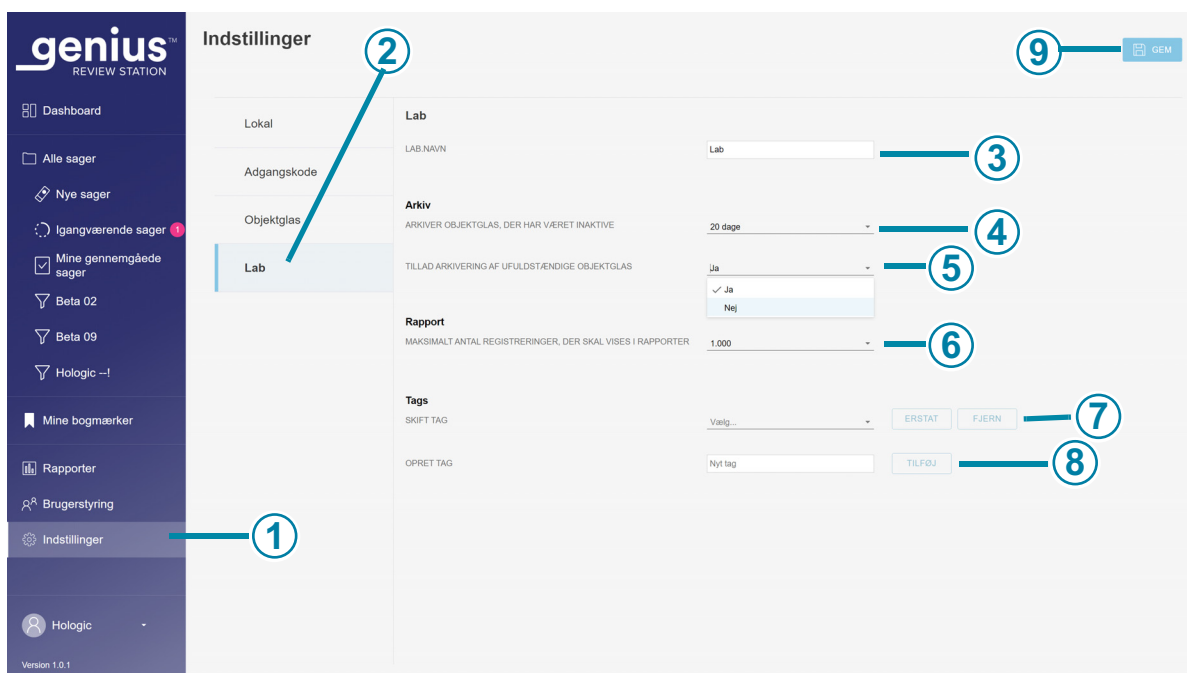 genius™
REVIEW STATION
Dashboard
Alle sager
Nye sager
Igangværende sager 1
Mine gennemgåede
sager
Beta 02
Beta 09
Hologic --!
Mine bogmærker
Rapporter
Brugerstyring
Indstillinger
1
Hologic
Version 1.0.1
Indstillinger
2
9
GEM
Lokal
Adgangskode
Objektglas
Lab
Lab
LAB.NAVN
Lab
3
Arkiv
ARKIVER OBJEKTGLAS, DER HAR VÆRET INAKTIVE
20 dage
4
TILLAD ARKIVERING AF UFULDSTÆNDIGE OBJEKTGLAS
Ja
5
Ja
Nej
Rapport
MAKSIMALT ANTAL REGISTRERINGER, DER SKAL VISES I RAPPORTER
1.000
6
Tags
SKIFT TAG
Vælg...
ERSTAT
FJERN
7
OPRET TAG
Nyt tag
TILFØJ
8